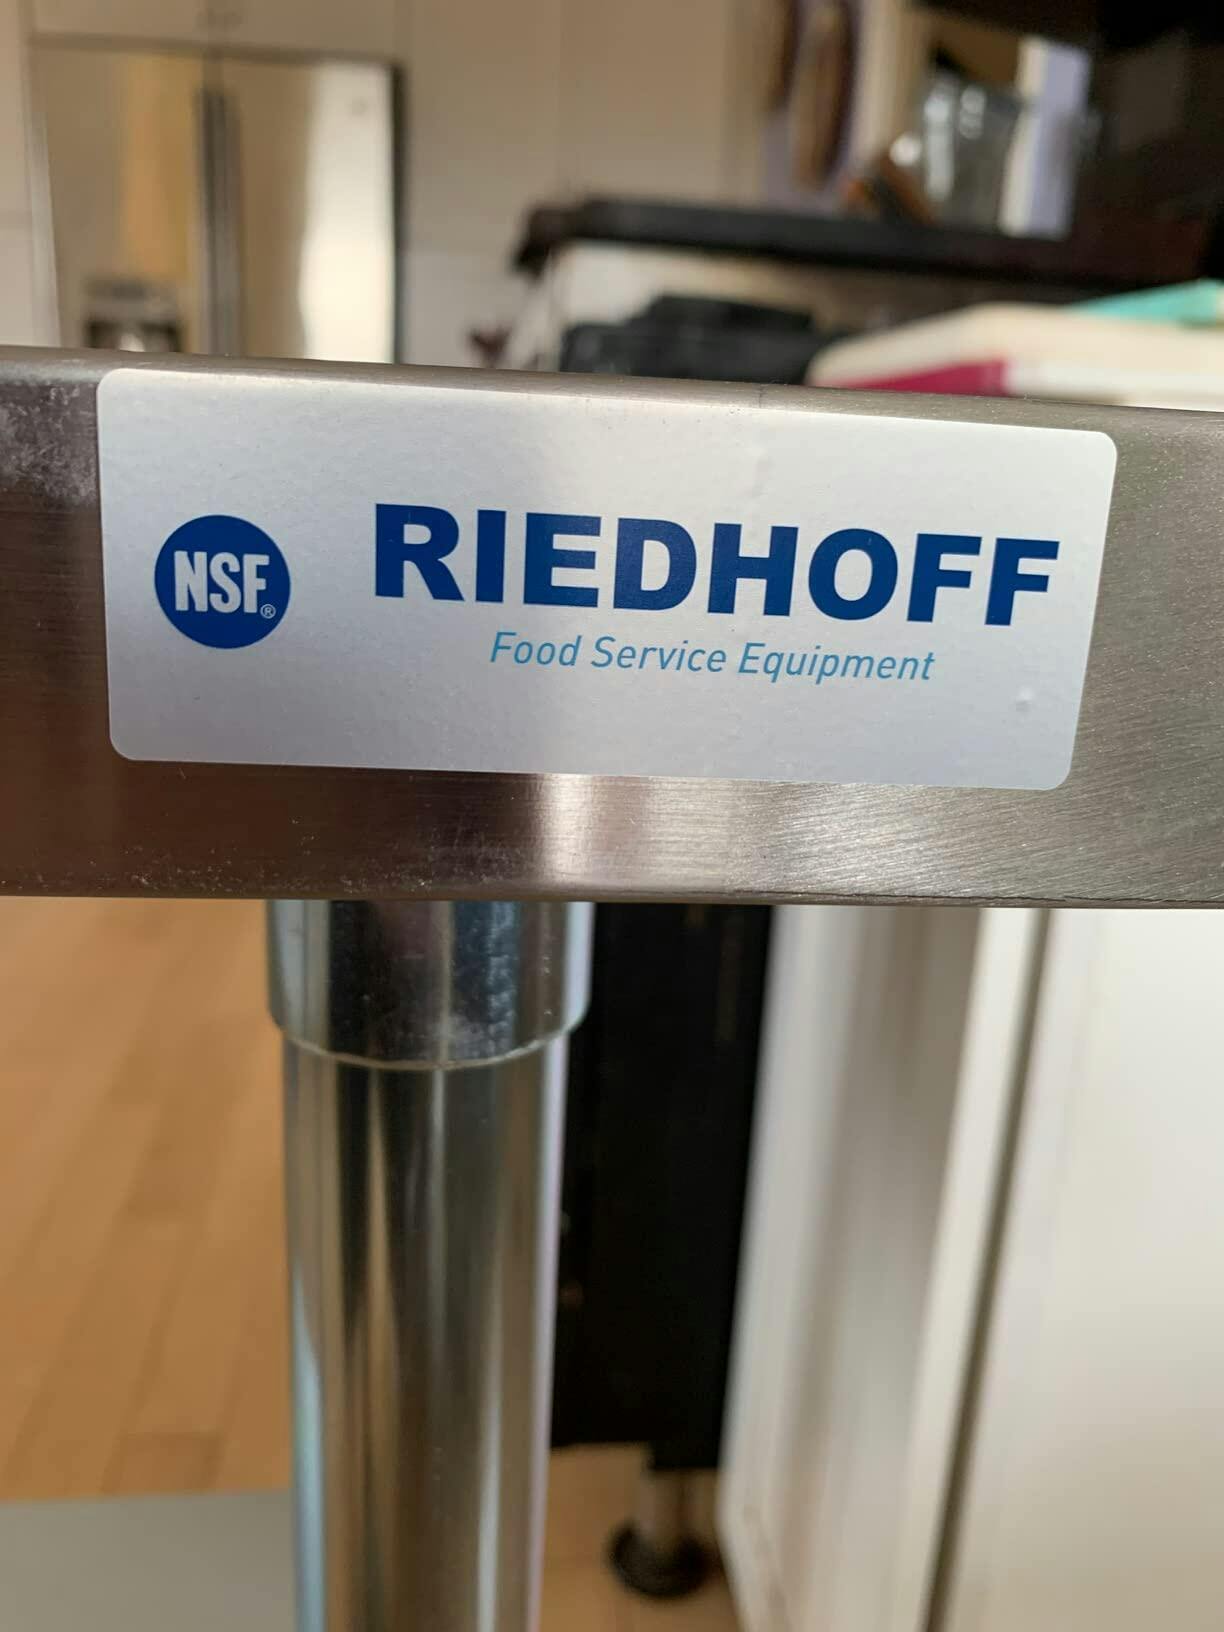 NSF®
RIEDHOFF
Food Service Equipment